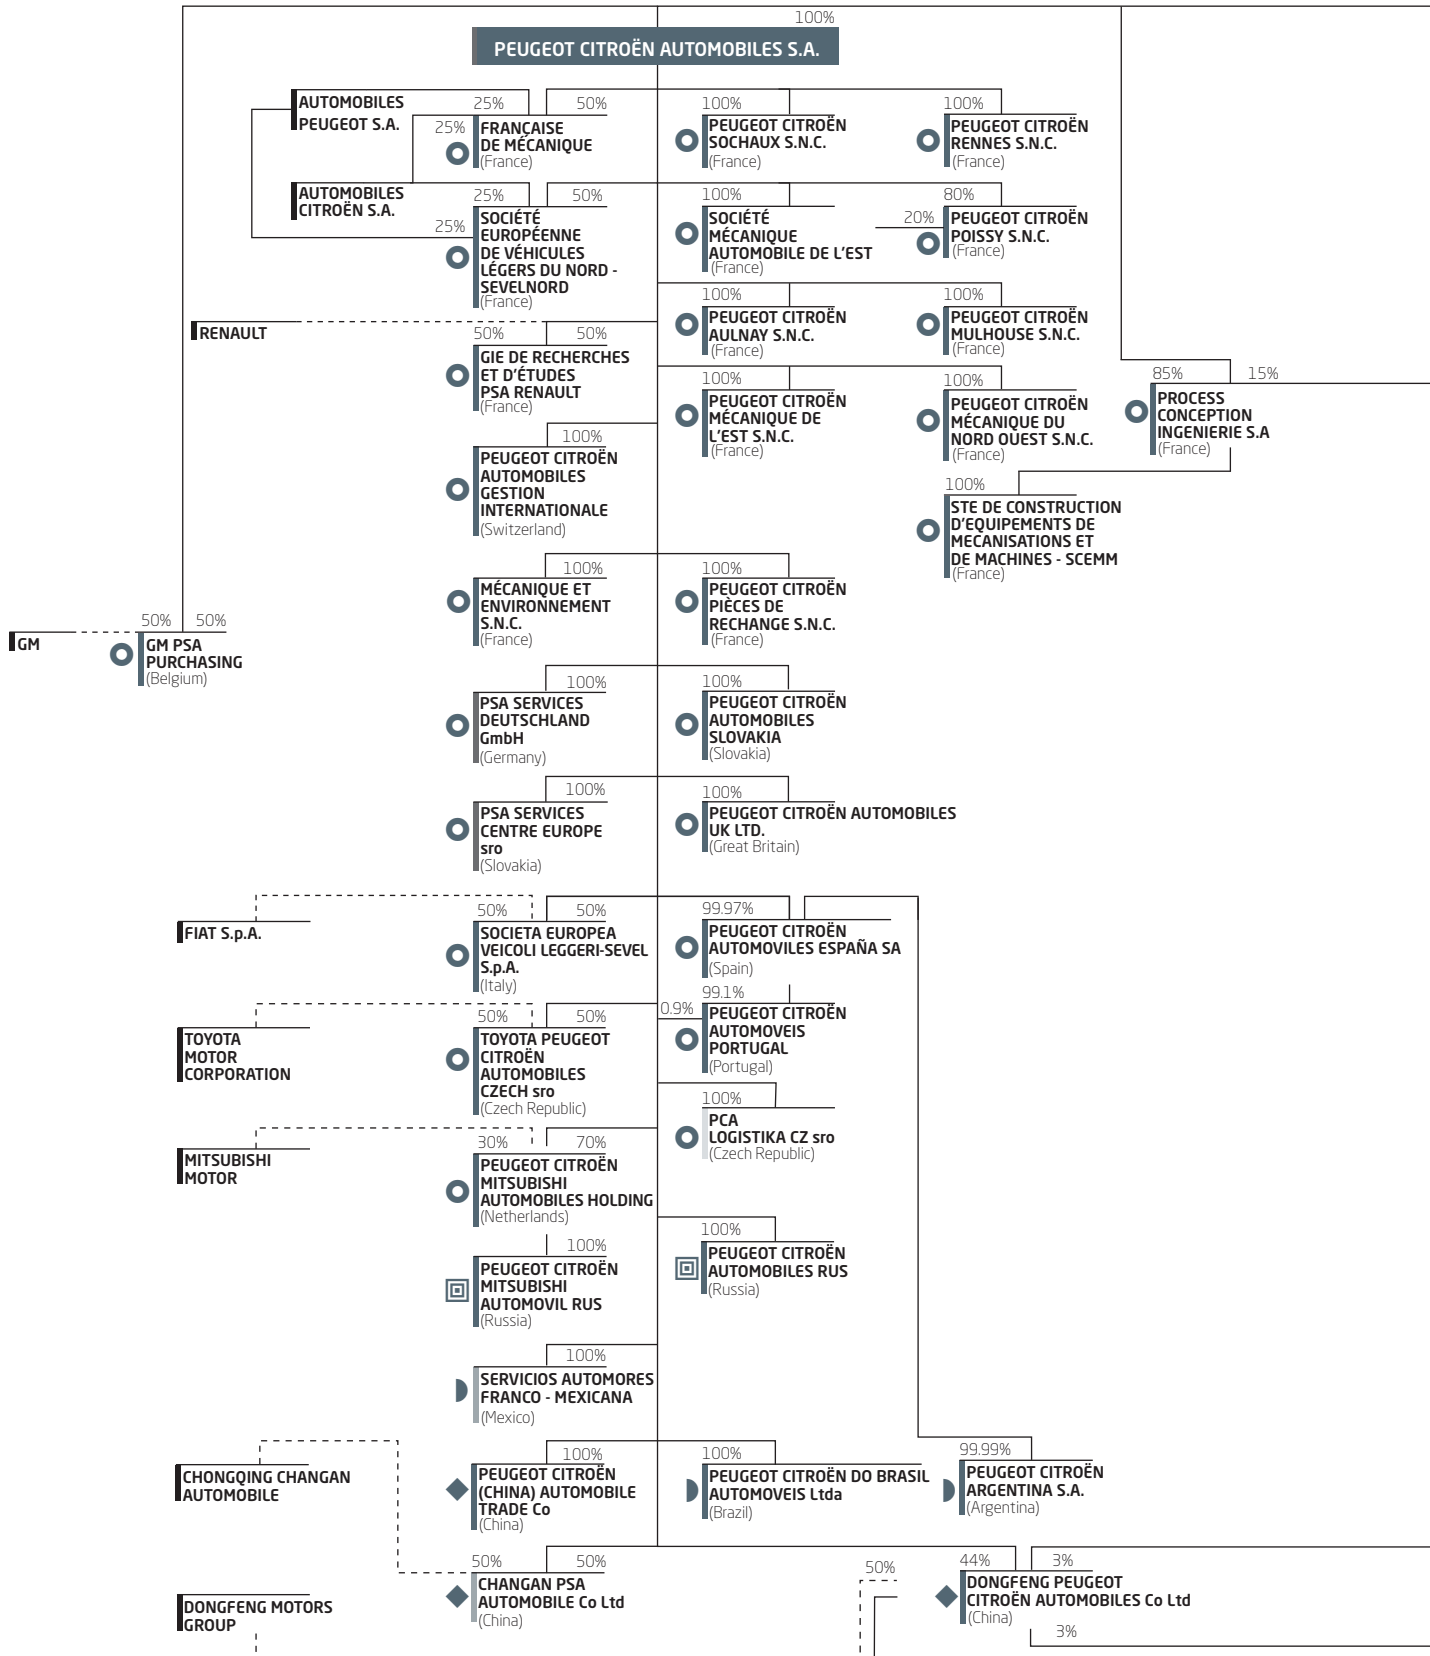 100%
PEUGEOT CITROËN AUTOMOBILES S.A.
AUTOMOBILES
PEUGEOT S.A.
25%
50%
25%
FRANÇAISE
DE MÉCANIQUE
(France)
100%
PEUGEOT CITROËN
SOCHAUX S.N.C.
(France)
100%
PEUGEOT CITROËN
RENNES S.N.C.
(France)
AUTOMOBILES
CITROËN S.A.
25%
50%
25%
SOCIÉTÉ
EUROPÉENNE
DE VÉHICULES
LÉGERS DU NORD -
SEVELNORD
(France)
100%
SOCIÉTÉ
MÉCANIQUE
AUTOMOBILE DE L'EST
(France)
80%
20%
PEUGEOT CITROËN
POISSY S.N.C.
(France)
100%
PEUGEOT CITROËN
AULNAY S.N.C.
(France)
100%
PEUGEOT CITROËN
MULHOUSE S.N.C.
(France)
RENAULT
50%
50%
GIE DE RECHERCHES
ET D'ÉTUDES
PSA RENAULT
(France)
100%
PEUGEOT CITROËN
MÉCANIQUE DE
L'EST S.N.C.
(France)
100%
PEUGEOT CITROËN
MÉCANIQUE DU
NORD OUEST S.N.C.
(France)
85%
15%
PROCESS
CONCEPTION
INGENIERIE S.A
(France)
100%
PEUGEOT CITROËN
AUTOMOBILES
GESTION
INTERNATIONALE
(Switzerland)
100%
STE DE CONSTRUCTION
D'EQUIPEMENTS DE
MECANISATIONS ET
DE MACHINES - SCEMM
(France)
100%
MÉCANIQUE ET
ENVIRONNEMENT
S.N.C.
(France)
100%
PEUGEOT CITROËN
PIÈCES DE
RECHANGE S.N.C.
(France)
GM
50%
50%
GM PSA
PURCHASING
(Belgium)
100%
PSA SERVICES
DEUTSCHLAND
GmbH
(Germany)
100%
PEUGEOT CITROËN
AUTOMOBILES
SLOVAKIA
(Slovakia)
100%
PSA SERVICES
CENTRE EUROPE
sro
(Slovakia)
100%
PEUGEOT CITROËN AUTOMOBILES
UK LTD.
(Great Britain)
FIAT S.p.A.
50%
50%
SOCIETA EUROPEA
VEICOLI LEGGERI-SEVEL
S.p.A.
(Italy)
99.97%
PEUGEOT CITROËN
AUTOMOVILES ESPAÑA SA
(Spain)
TOYOTA
MOTOR
CORPORATION
50%
50%
TOYOTA PEUGEOT
CITROËN
AUTOMOBILES
CZECH sro
(Czech Republic)
99.1%
0.9%
PEUGEOT CITROËN
AUTOMOVEIS
PORTUGAL
(Portugal)
100%
PCA
LOGISTIKA CZ sro
(Czech Republic)
MITSUBISHI
MOTOR
30%
70%
PEUGEOT CITROËN
MITSUBISHI
AUTOMOBILES HOLDING
(Netherlands)
100%
PEUGEOT CITROËN
MITSUBISHI
AUTOMOVIL RUS
(Russia)
100%
PEUGEOT CITROËN
AUTOMOBILES RUS
(Russia)
100%
SERVICIOS AUTOMORES
FRANCO - MEXICANA
(Mexico)
CHONGQING CHANGAN
AUTOMOBILE
100%
PEUGEOT CITROËN
(CHINA) AUTOMOBILE
TRADE Co
(China)
100%
PEUGEOT CITROËN DO BRASIL
AUTOMOVEIS Ltda
(Brazil)
99.99%
PEUGEOT CITROËN
ARGENTINA S.A.
(Argentina)
50%
50%
CHANGAN PSA
AUTOMOBILE Co Ltd
(China)
50%
44%
3%
DONGFENG PEUGEOT
CITROËN AUTOMOBILES Co Ltd
(China)
3%
DONGFENG MOTORS
GROUP